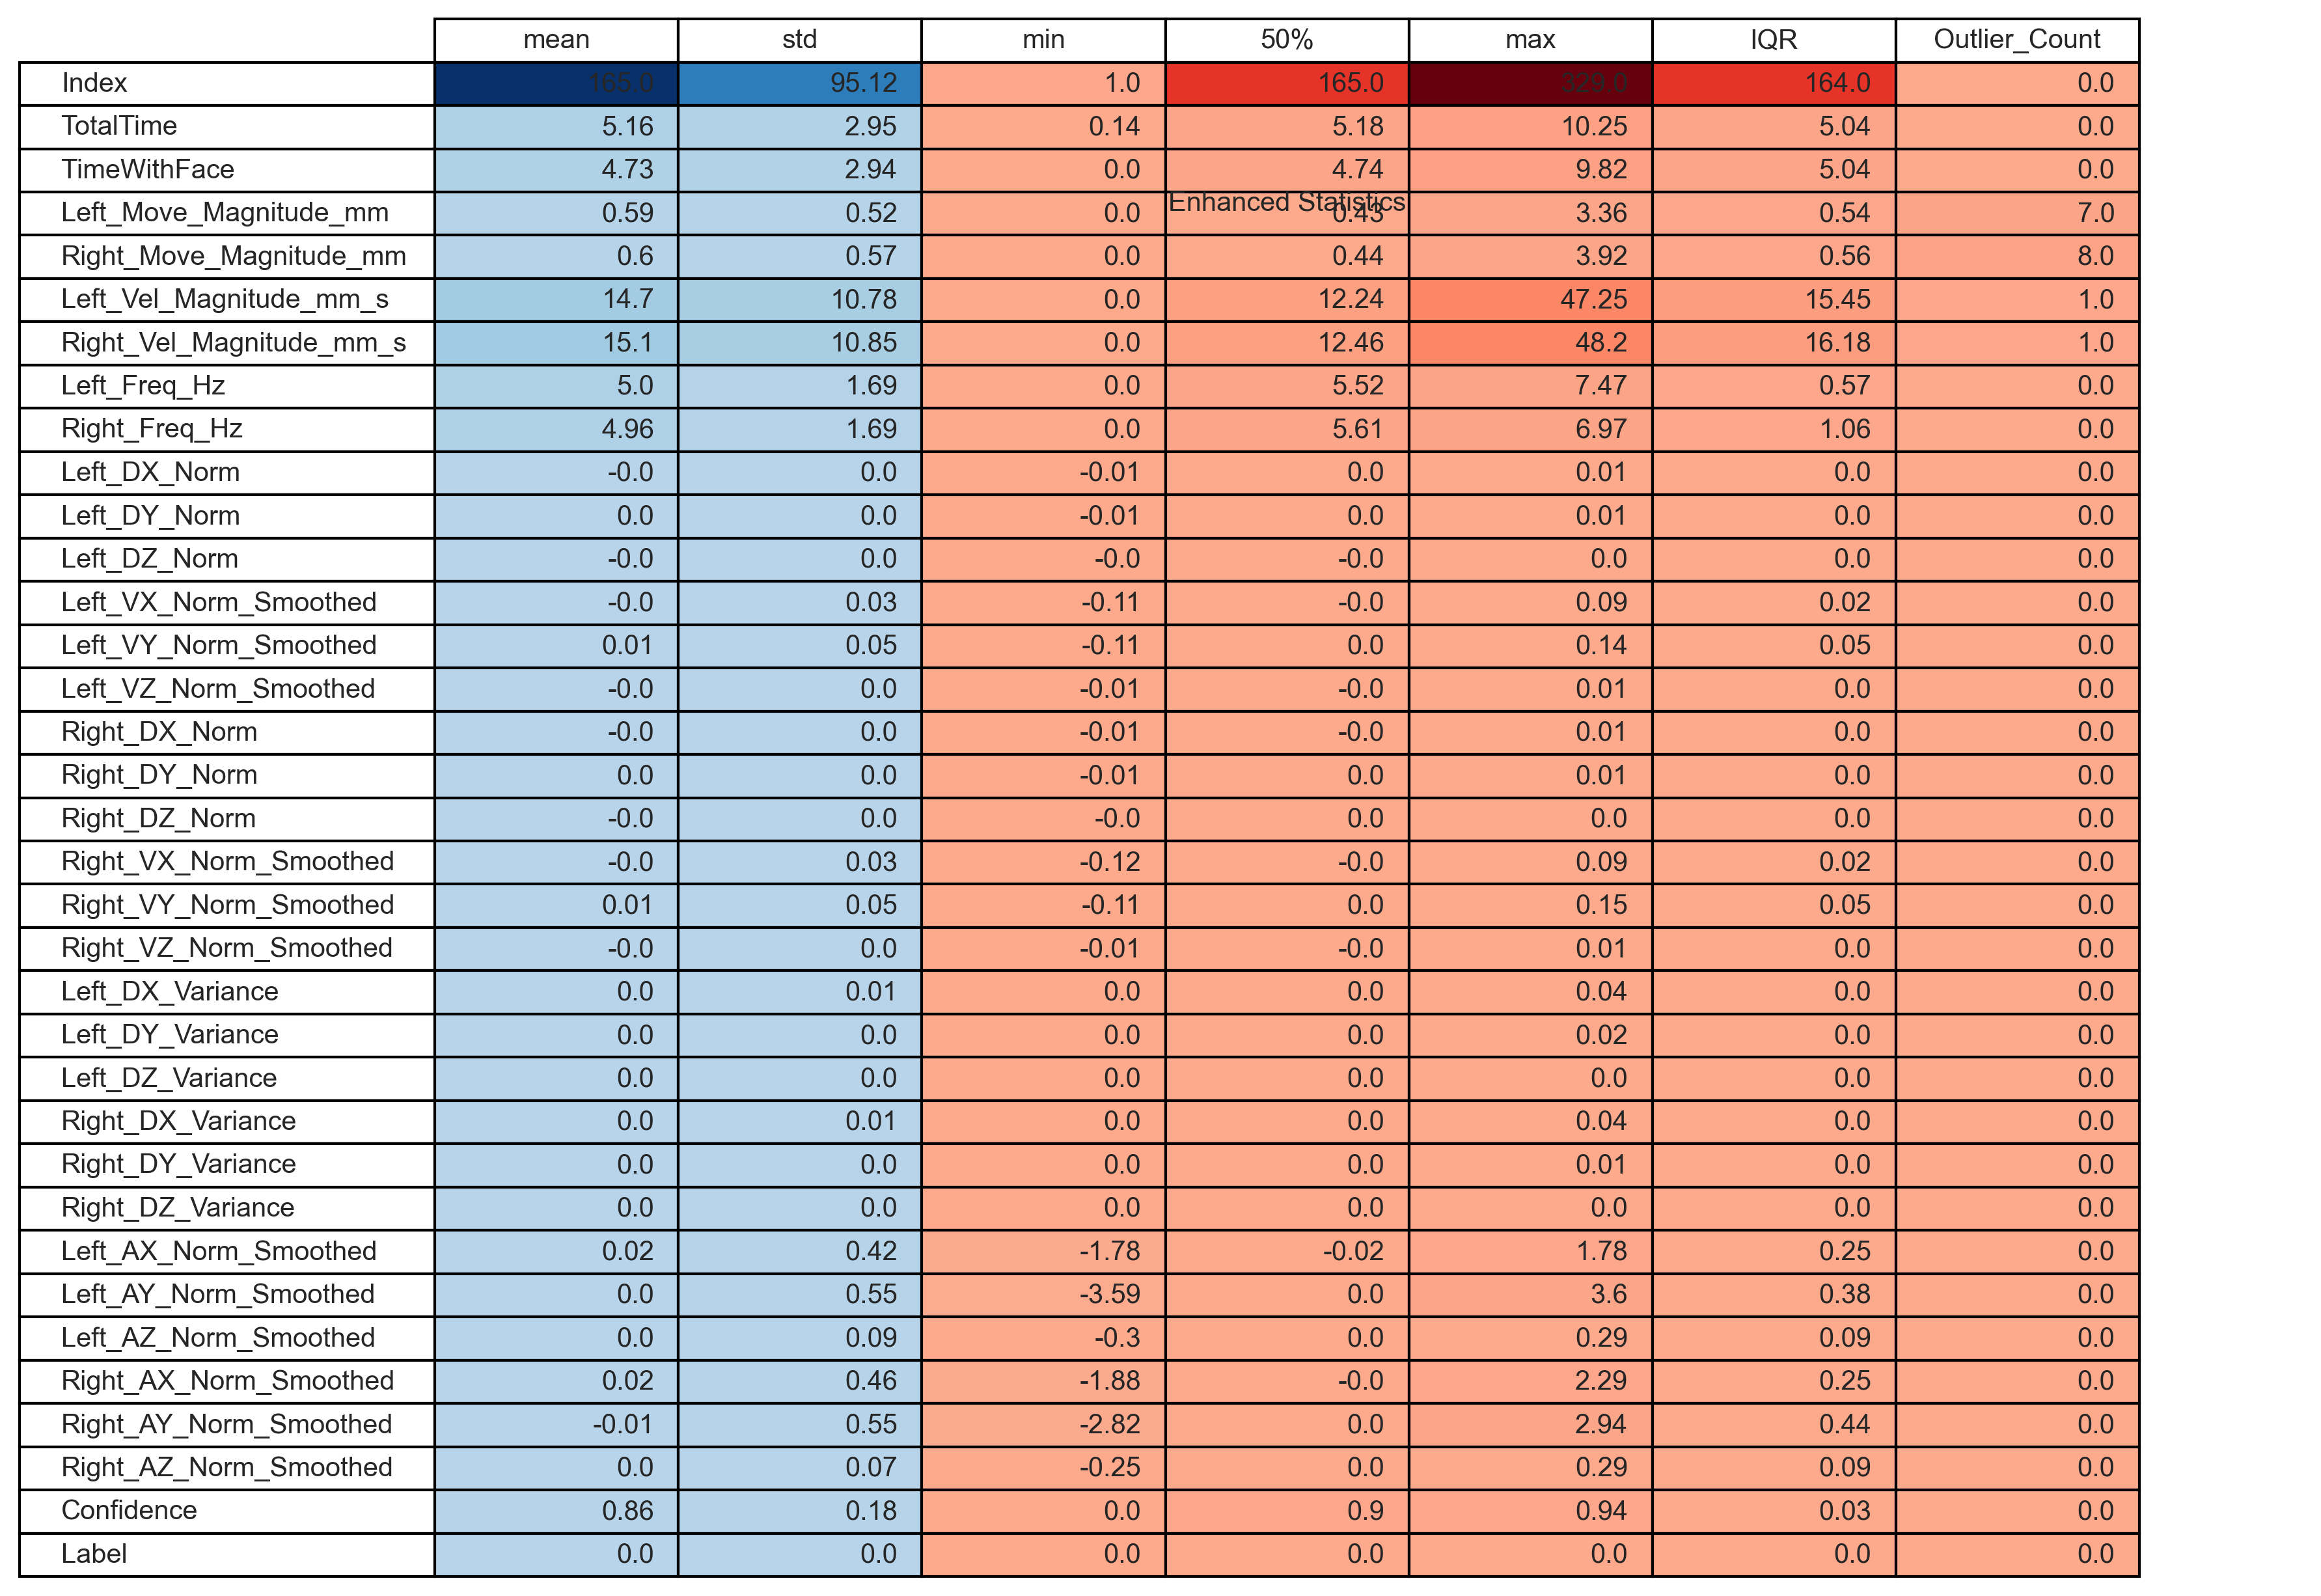 mean std min 50% max IQR Outlier_Count
Index 165.0 95.12 1.0 165.0 329.0 164.0 0.0
TotalTime 5.16 2.95 0.14 5.18 10.25 5.04 0.0
TimeWithFace 4.73 2.94 0.0 4.74 9.82 5.04 0.0
Enhanced Statistics
Left_Move_Magnitude_mm 0.59 0.52 0.0 0.43 3.36 0.54 7.0
Right_Move_Magnitude_mm 0.6 0.57 0.0 0.44 3.92 0.56 8.0
Left_Vel_Magnitude_mm_s 14.7 10.78 0.0 12.24 47.25 15.45 1.0
Right_Vel_Magnitude_mm_s 15.1 10.85 0.0 12.46 48.2 16.18 1.0
Left_Freq_Hz 5.0 1.69 0.0 5.52 7.47 0.57 0.0
Right_Freq_Hz 4.96 1.69 0.0 5.61 6.97 1.06 0.0
Left_DX_Norm -0.0 0.0 -0.01 0.0 0.01 0.0 0.0
Left_DY_Norm 0.0 0.0 -0.01 0.0 0.01 0.0 0.0
Left_DZ_Norm -0.0 0.0 -0.0 -0.0 0.0 0.0 0.0
Left_VX_Norm_Smoothed -0.0 0.03 -0.11 -0.0 0.09 0.02 0.0
Left_VY_Norm_Smoothed 0.01 0.05 -0.11 0.0 0.14 0.05 0.0
Left_VZ_Norm_Smoothed -0.0 0.0 -0.01 -0.0 0.01 0.0 0.0
Right_DX_Norm -0.0 0.0 -0.01 -0.0 0.01 0.0 0.0
Right_DY_Norm 0.0 0.0 -0.01 0.0 0.01 0.0 0.0
Right_DZ_Norm -0.0 0.0 -0.0 0.0 0.0 0.0 0.0
Right_VX_Norm_Smoothed -0.0 0.03 -0.12 -0.0 0.09 0.02 0.0
Right_VY_Norm_Smoothed 0.01 0.05 -0.11 0.0 0.15 0.05 0.0
Right_VZ_Norm_Smoothed -0.0 0.0 -0.01 -0.0 0.01 0.0 0.0
Left_DX_Variance 0.0 0.01 0.0 0.0 0.04 0.0 0.0
Left_DY_Variance 0.0 0.0 0.0 0.0 0.02 0.0 0.0
Left_DZ_Variance 0.0 0.0 0.0 0.0 0.0 0.0 0.0
Right_DX_Variance 0.0 0.01 0.0 0.0 0.04 0.0 0.0
Right_DY_Variance 0.0 0.0 0.0 0.0 0.01 0.0 0.0
Right_DZ_Variance 0.0 0.0 0.0 0.0 0.0 0.0 0.0
Left_AX_Norm_Smoothed 0.02 0.42 -1.78 -0.02 1.78 0.25 0.0
Left_AY_Norm_Smoothed 0.0 0.55 -3.59 0.0 3.6 0.38 0.0
Left_AZ_Norm_Smoothed 0.0 0.09 -0.3 0.0 0.29 0.09 0.0
Right_AX_Norm_Smoothed 0.02 0.46 -1.88 -0.0 2.29 0.25 0.0
Right_AY_Norm_Smoothed -0.01 0.55 -2.82 0.0 2.94 0.44 0.0
Right_AZ_Norm_Smoothed 0.0 0.07 -0.25 0.0 0.29 0.09 0.0
Confidence 0.86 0.18 0.0 0.9 0.94 0.03 0.0
Label 0.0 0.0 0.0 0.0 0.0 0.0 0.0